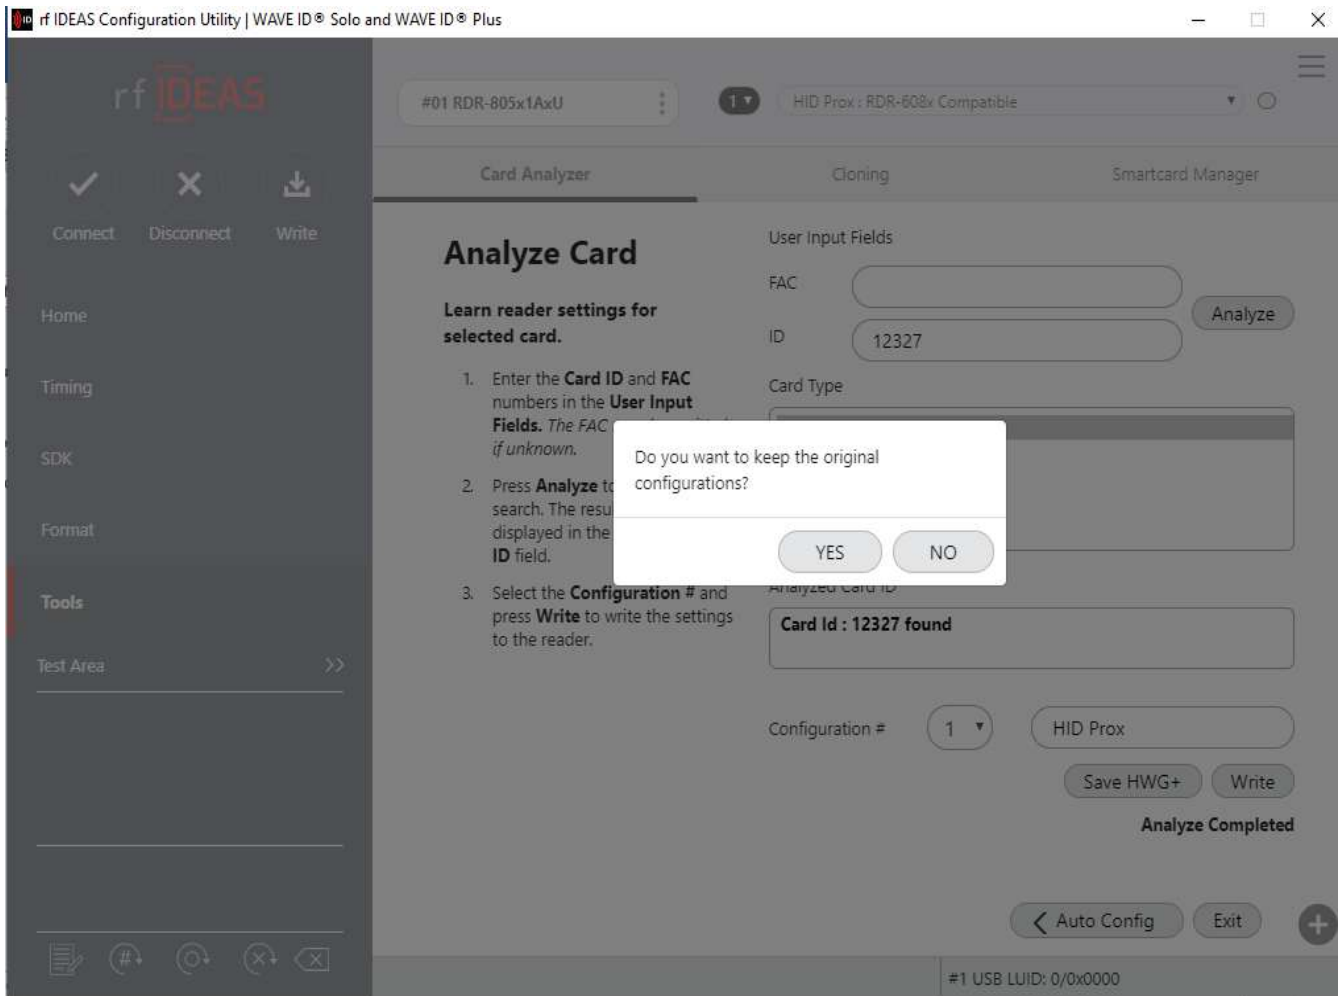 rf IDEAS Configuration Utility | WAVE ID® Solo and WAVE ID® Plus
rf IDEAS
Connect Disconnect Write
Home
Timing
SDK
Format
Tools
Test Area >>
#01 RDR-805x1AxU
1
HID Prox : RDR-608x Compatible
Card Analyzer
Cloning
Smartcard Manager
Analyze Card
Learn reader settings for
selected card.
1. Enter the Card ID and FAC
numbers in the User Input
Fields. The FAC
if unknown.
2. Press Analyze to
search. The resu
displayed in the
ID field.
3. Select the Configuration # and
press Write to write the settings
to the reader.
User Input Fields
FAC
ID 12327
Analyze
Card Type
Do you want to keep the original
configurations?
YES NO
Analyzed Card ID
Card Id : 12327 found
Configuration # 1 HID Prox
Save HWG+ Write
Analyze Completed
Auto Config Exit
#1 USB LUID: 0/0x0000